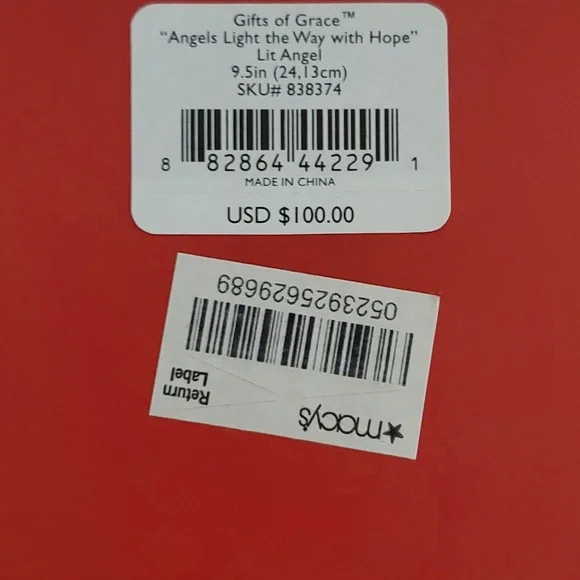 Gifts of Grace™
“Angels Light the Way with Hope”
Lit Angel
9.5in (24,13cm)
SKU# 838374
8 82864 44229 1
MADE IN CHINA
USD $100.00
★macy's
Return
Label
0523925629689